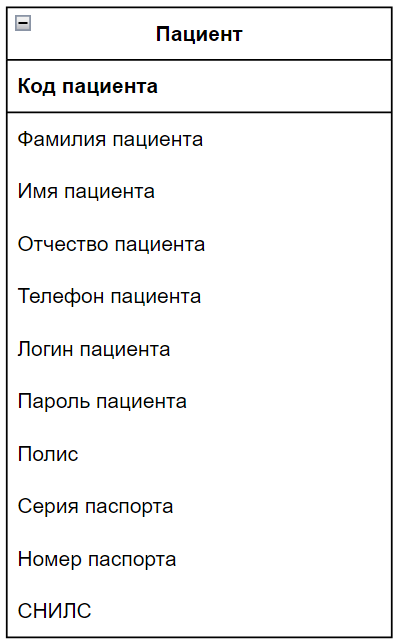 Пациент
Код пациента
Фамилия пациента
Имя пациента
Отчество пациента
Телефон пациента
Логин пациента
Пароль пациента
Полис
Серия паспорта
Номер паспорта
СНИЛС